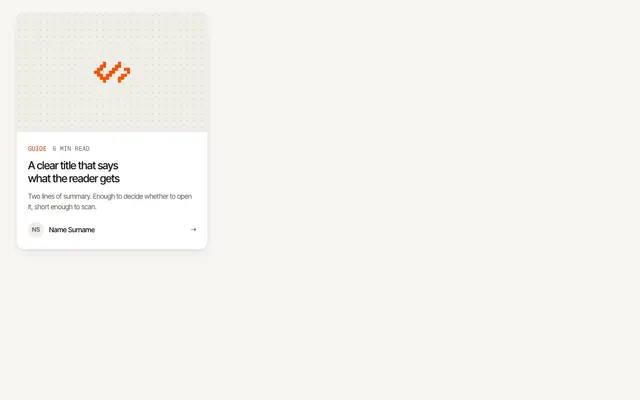 GUIDE 6 MIN READ
A clear title that says
what the reader gets
Two lines of summary. Enough to decide whether to open
it, short enough to scan.
NS Name Surname →